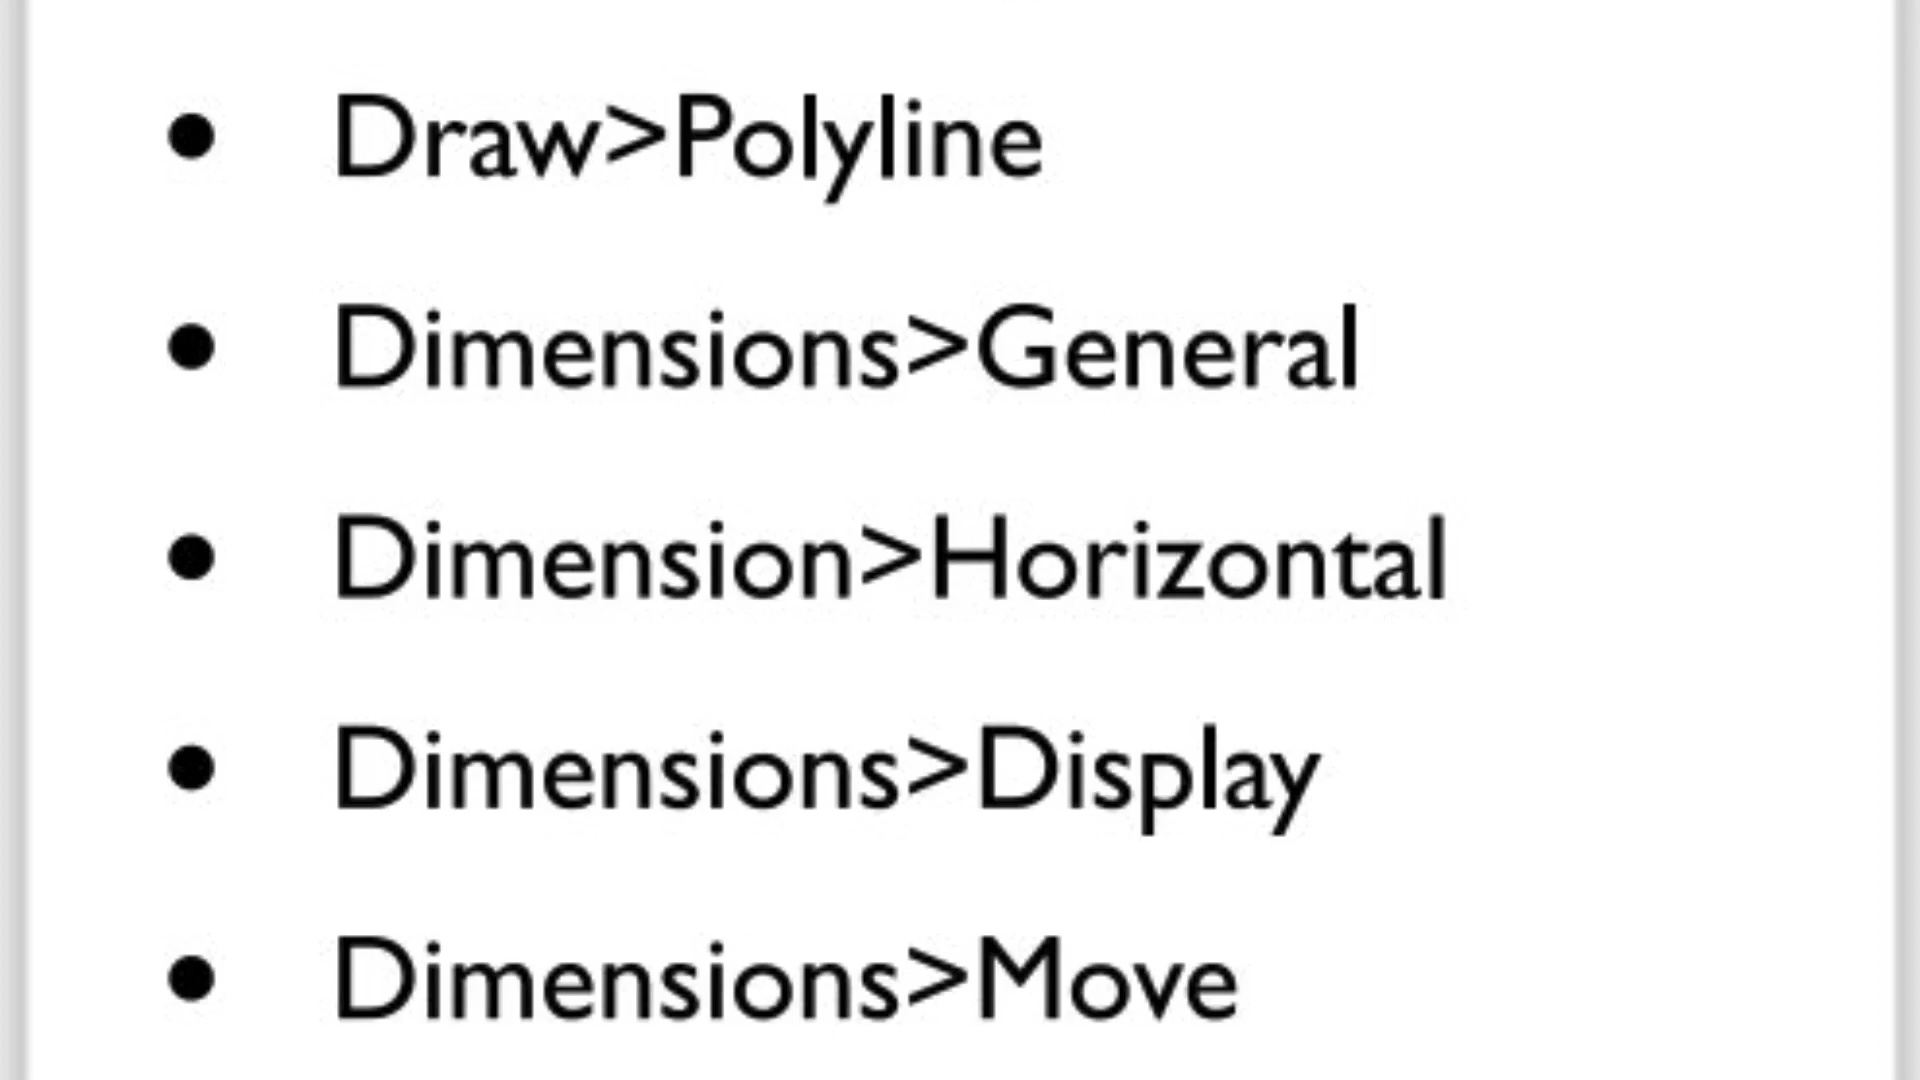 • Draw>Polyline
• Dimensions>General
• Dimension>Horizontal
• Dimensions>Display
• Dimensions>Move